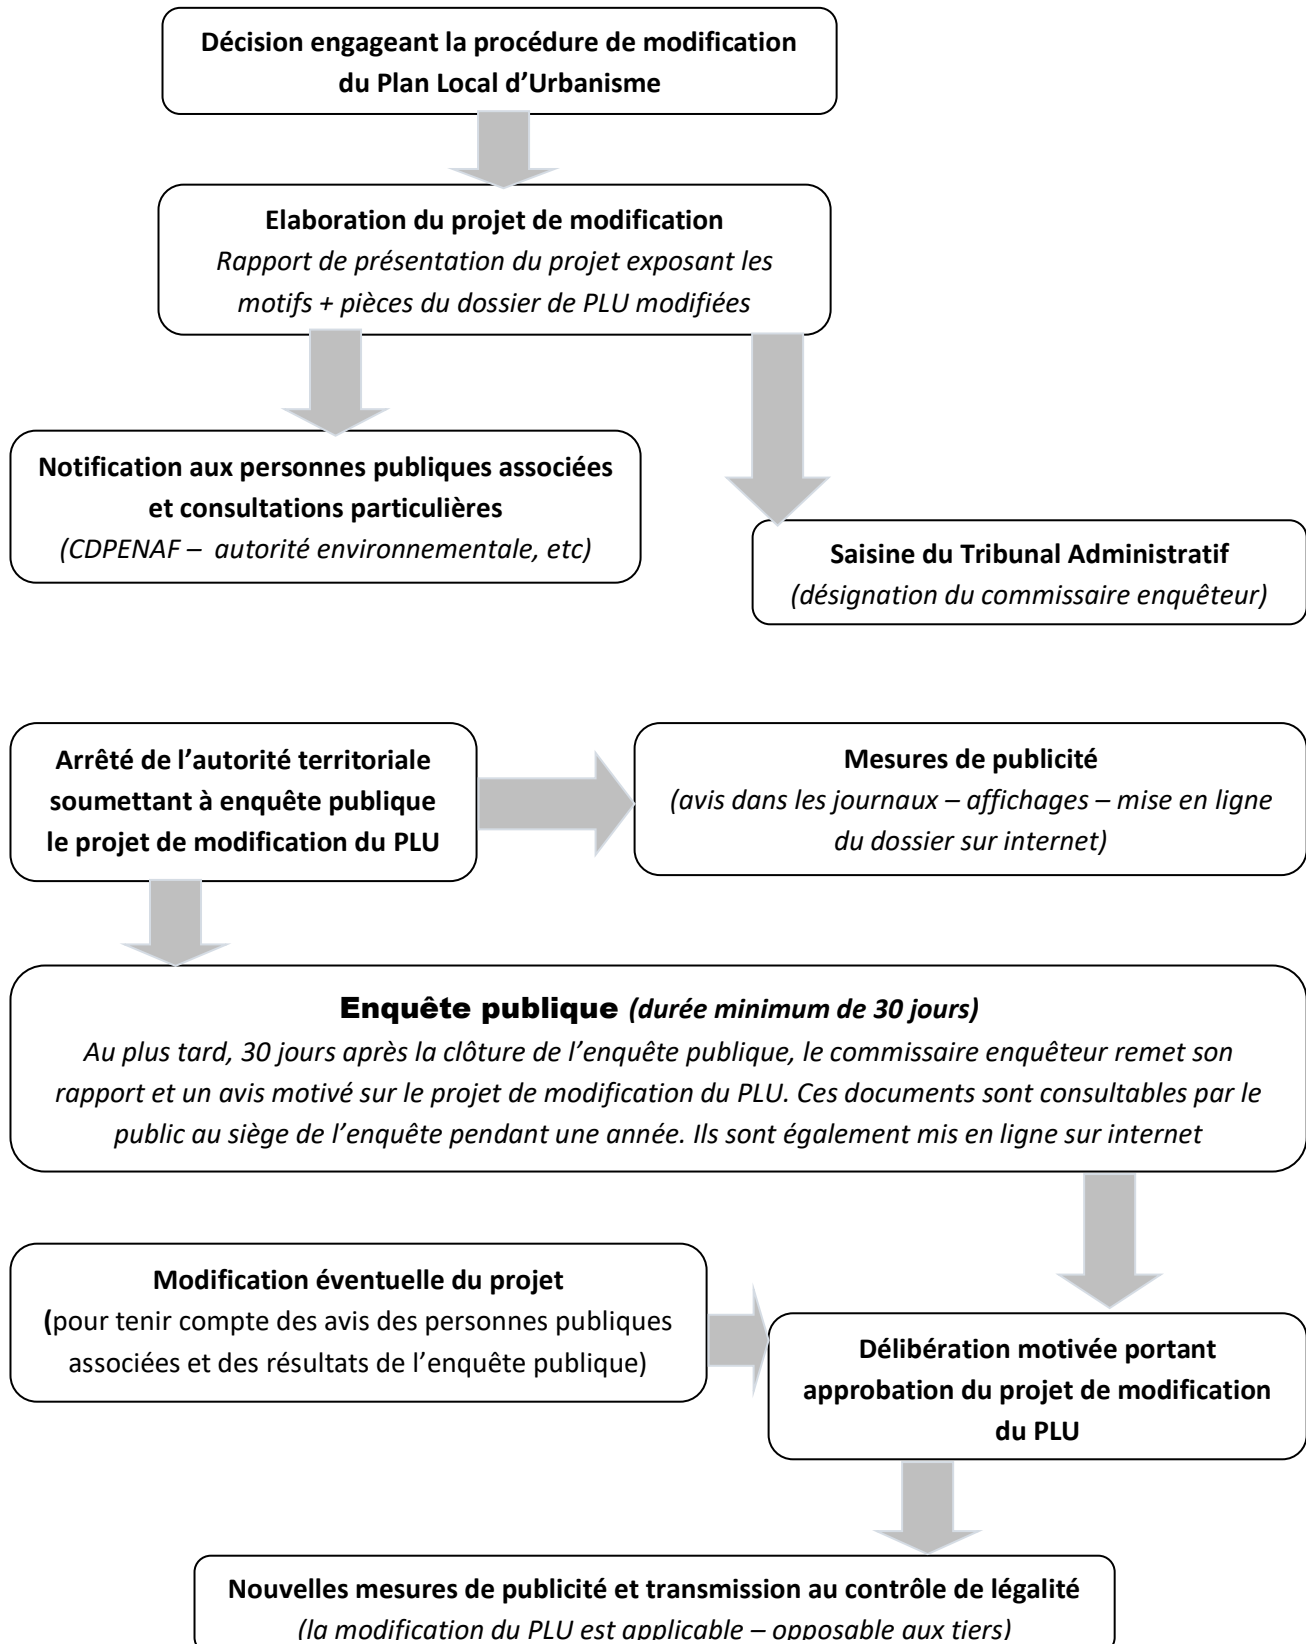 Décision engageant la procédure de modification
du Plan Local d’Urbanisme
Elaboration du projet de modification
Rapport de présentation du projet exposant les
motifs + pièces du dossier de PLU modifiées
Notification aux personnes publiques associées
et consultations particulières
(CDPENAF – autorité environnementale, etc)
Saisine du Tribunal Administratif
(désignation du commissaire enquêteur)
Arrêté de l’autorité territoriale
soumettant à enquête publique
le projet de modification du PLU
Mesures de publicité
(avis dans les journaux – affichages – mise en ligne
du dossier sur internet)
Enquête publique (durée minimum de 30 jours)
Au plus tard, 30 jours après la clôture de l’enquête publique, le commissaire enquêteur remet son
rapport et un avis motivé sur le projet de modification du PLU. Ces documents sont consultables par le
public au siège de l’enquête pendant une année. Ils sont également mis en ligne sur internet
Modification éventuelle du projet
(pour tenir compte des avis des personnes publiques
associées et des résultats de l’enquête publique)
Délibération motivée portant
approbation du projet de modification
du PLU
Nouvelles mesures de publicité et transmission au contrôle de légalité
(la modification du PLU est applicable – opposable aux tiers)